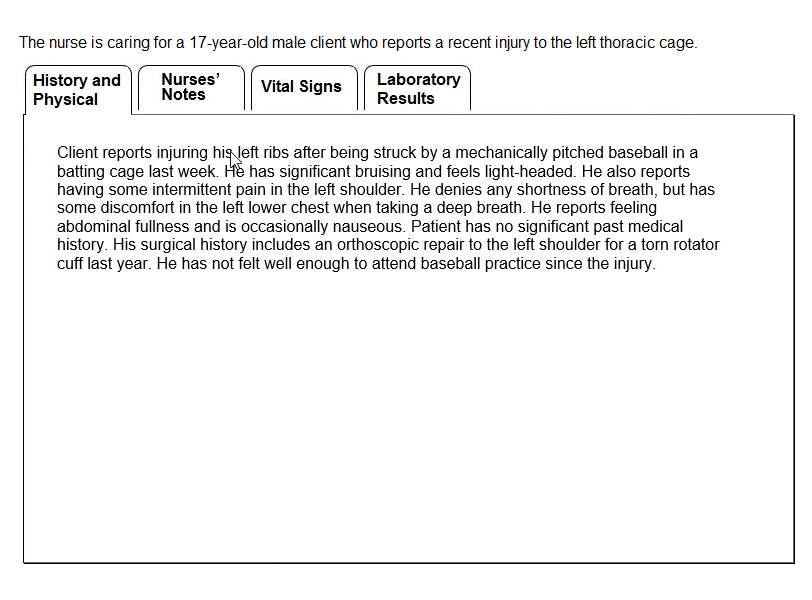 The nurse is caring for a 17-year-old male client who reports a recent injury to the left thoracic cage.
History and Physical
Nurses’ Notes
Vital Signs
Laboratory Results
Client reports injuring his left ribs after being struck by a mechanically pitched baseball in a
batting cage last week. He has significant bruising and feels light-headed. He also reports
having some intermittent pain in the left shoulder. He denies any shortness of breath, but has
some discomfort in the left lower chest when taking a deep breath. He reports feeling
abdominal fullness and is occasionally nauseous. Patient has no significant past medical
history. His surgical history includes an orthoscopic repair to the left shoulder for a torn rotator
cuff last year. He has not felt well enough to attend baseball practice since the injury.